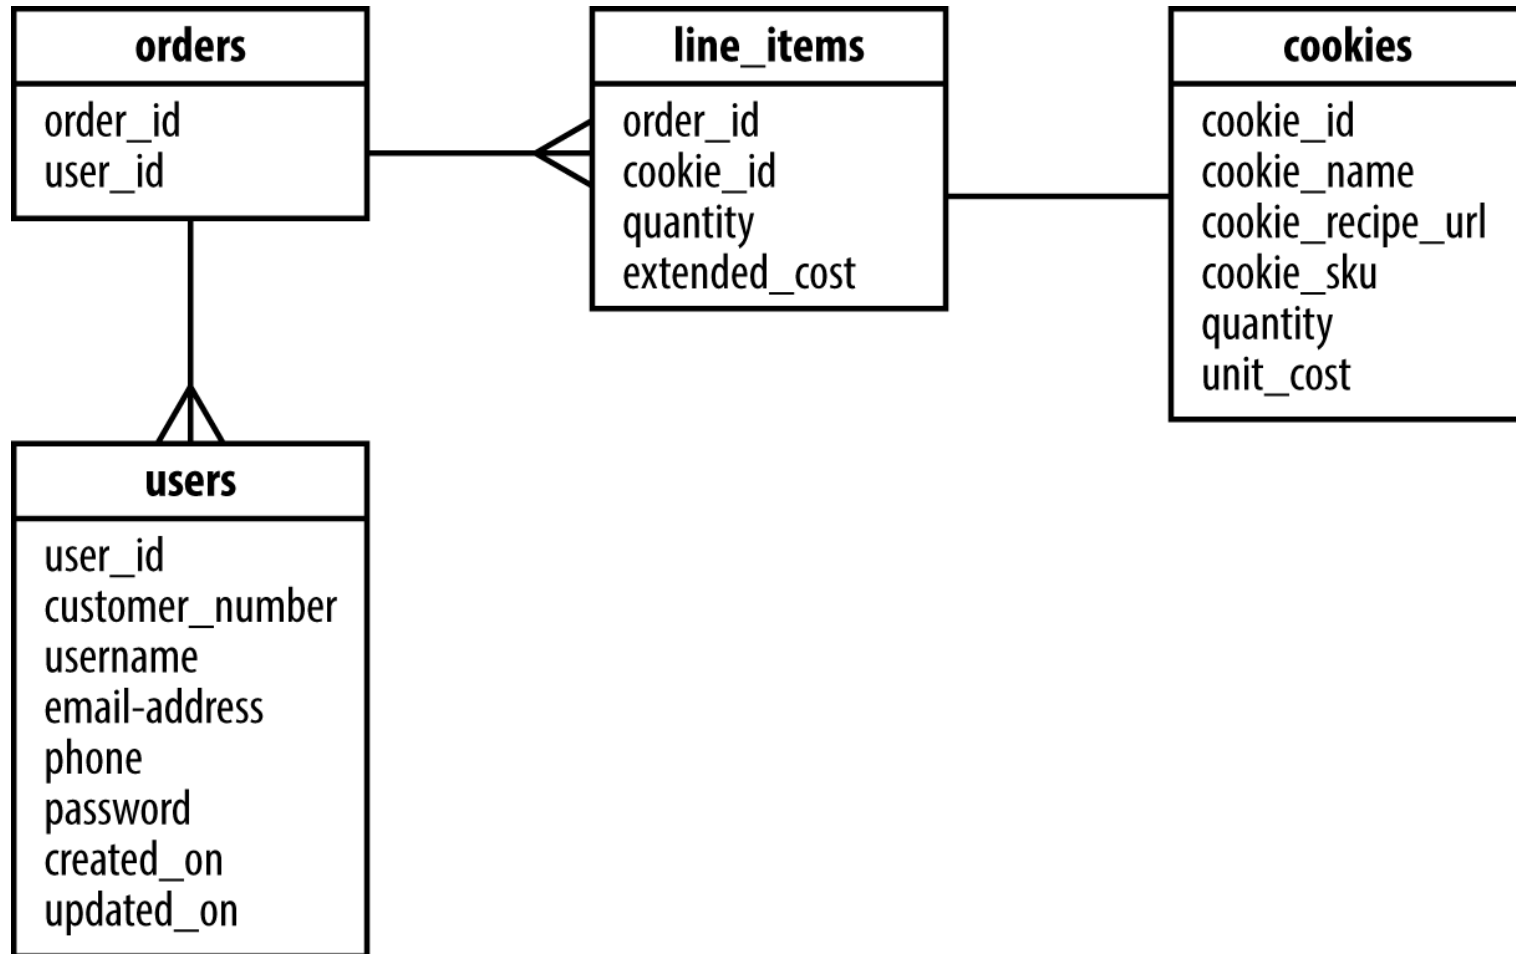 orders
order_id
user_id
line_items
order_id
cookie_id
quantity
extended_cost
cookies
cookie_id
cookie_name
cookie_recipe_url
cookie_sku
quantity
unit_cost
users
user_id
customer_number
username
email-address
phone
password
created_on
updated_on